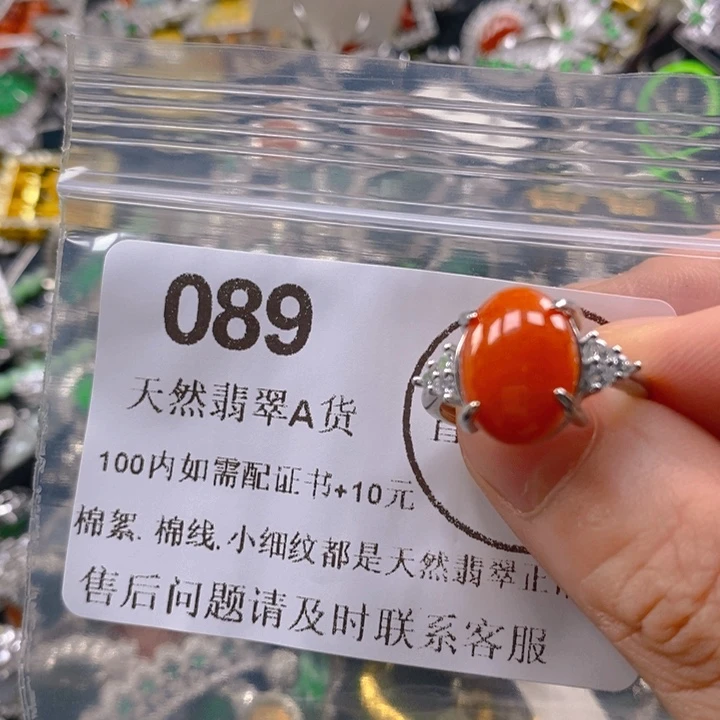 089
天然翡翠A货
100内如需配证书+10元
棉絮.棉线.小细纹都是天然翡翠正
售后问题请及时联系客服